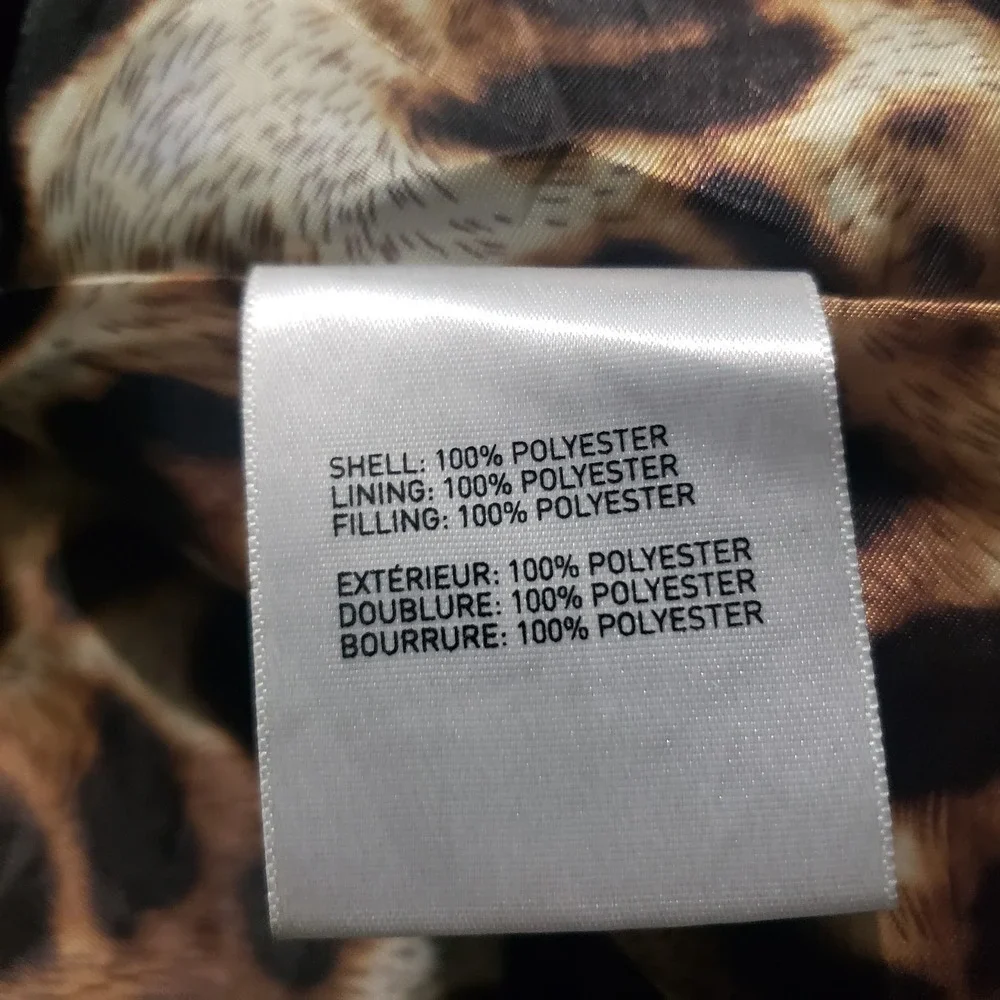 SHELL: 100% POLYESTER
LINING: 100% POLYESTER
FILLING: 100% POLYESTER
EXTÉRIEUR: 100% POLYESTER
DOUBLURE: 100% POLYESTER
BOURRURE: 100% POLYESTER